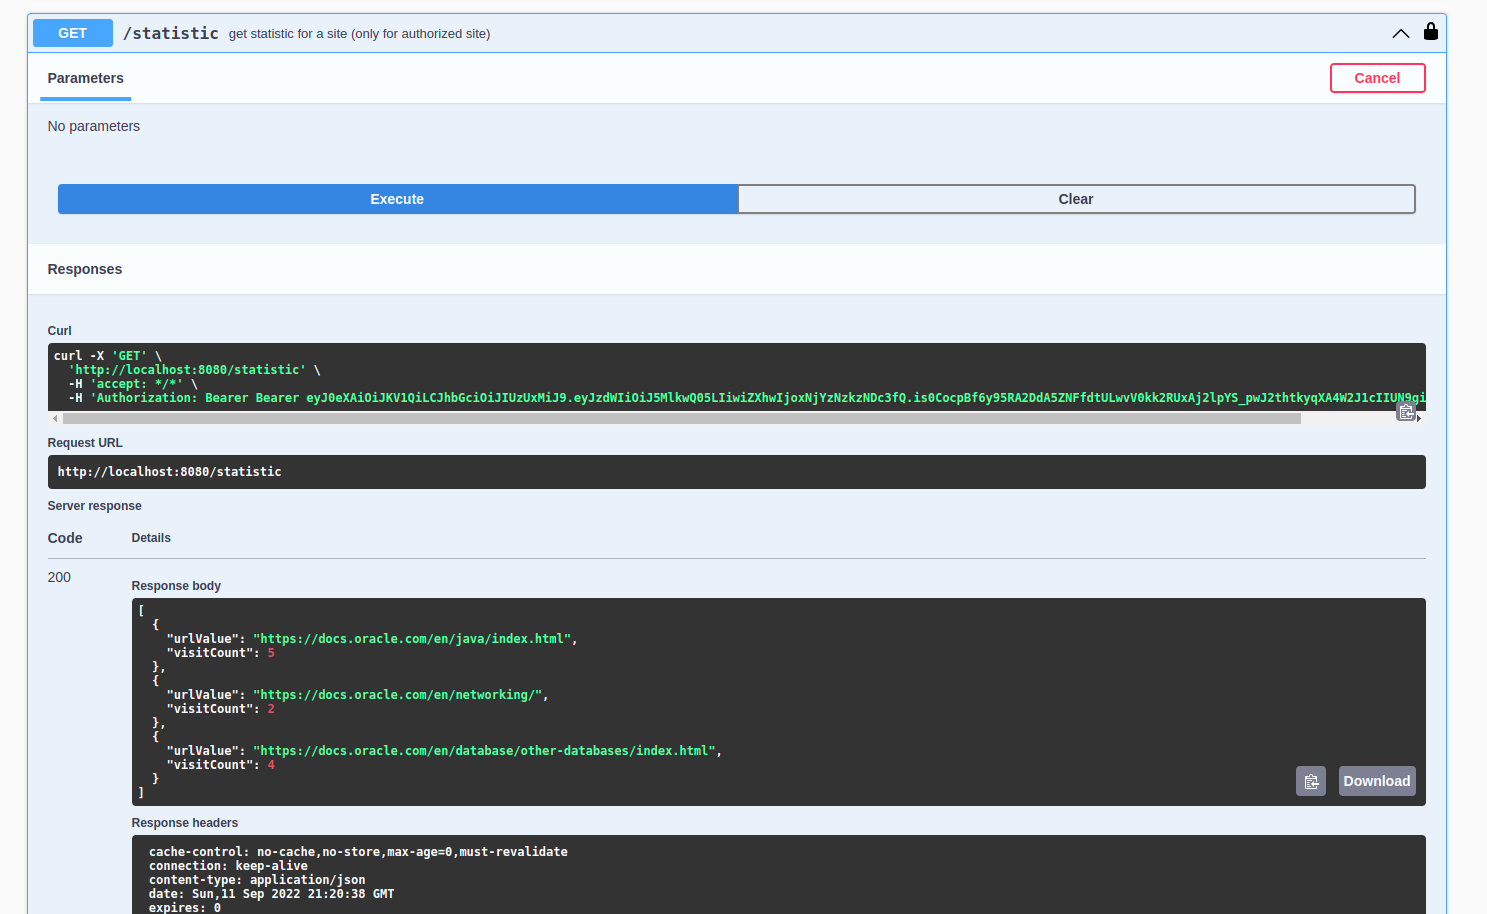 GET /statistic get statistic for a site (only for authorized site)
Parameters
Cancel
No parameters
Execute
Clear
Responses
Curl
curl -X 'GET' \
'http://localhost:8080/statistic' \
-H 'accept: */*' \
-H 'Authorization: Bearer Bearer eyJ0eXAiOiJKV1QiLCJhbGciOiJIUzUxMiJ9.eyJzdWIiOiJ5MlkwQ05LIiwiZXhwIjoxNjYzNzkzNDc3fQ.is0CocpBf6y95RA2DdA5ZNFfdtULwvV0kk2RUxAj2lpYS_pwJ2thtkyqXA4W2J1cIIUN9gi
Request URL
http://localhost:8080/statistic
Server response
Code Details
200
Response body
[
{
"urlValue": "https://docs.oracle.com/en/java/index.html",
"visitCount": 5
},
{
"urlValue": "https://docs.oracle.com/en/networking/",
"visitCount": 2
},
{
"urlValue": "https://docs.oracle.com/en/database/other-databases/index.html",
"visitCount": 4
}
]
Download
Response headers
cache-control: no-cache,no-store,max-age=0,must-revalidate
connection: keep-alive
content-type: application/json
date: Sun,11 Sep 2022 21:20:38 GMT
expires: 0